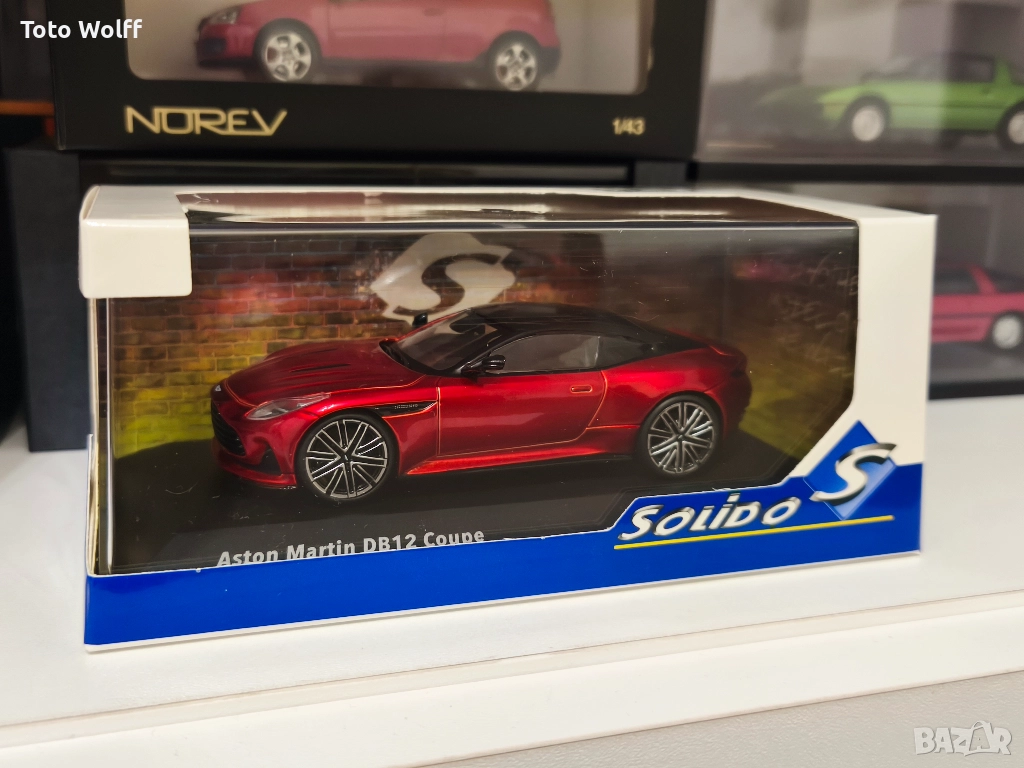 Toto Wolff
NOREV
1/43
S
Aston Martin DB12 Coupe
SOLIDO
S
BAZAR